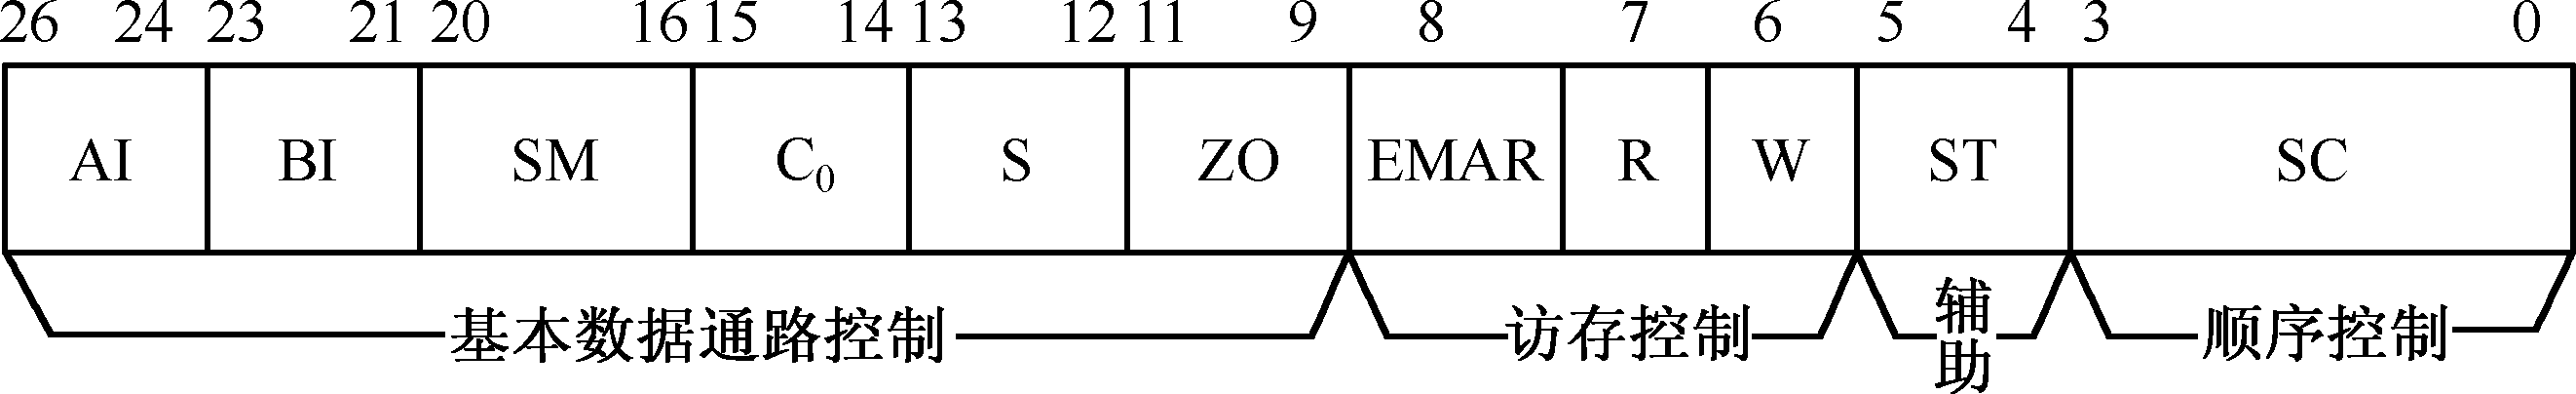 26 24 23 21 20 16 15 14 13 12 11 9 8 7 6 5 4 3 0
AI BI SM C₀ S ZO EMAR R W ST SC
基本数据通路控制 访存控制 辅助 顺序控制